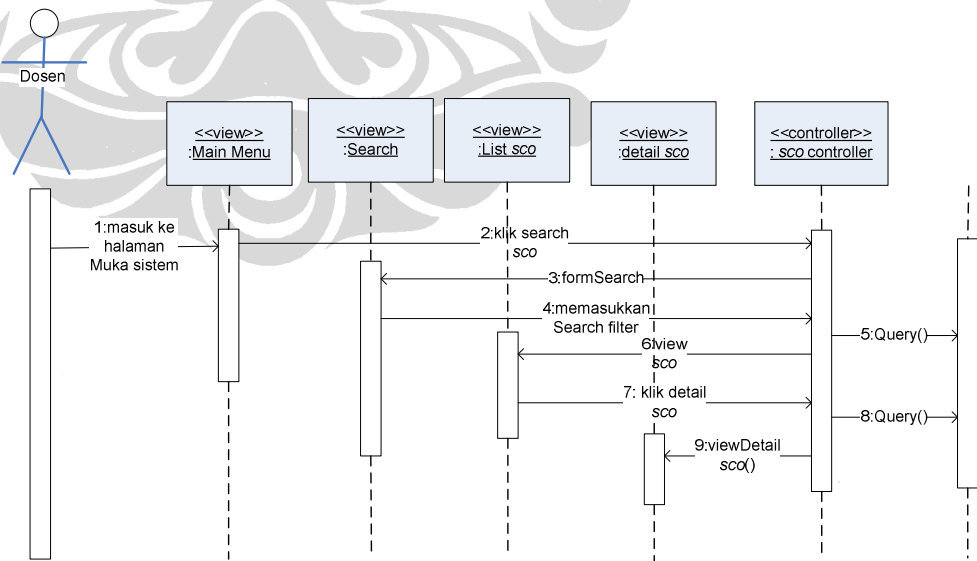 Dosen
<<view>>
:Main Menu
<<view>>
:Search
<<view>>
:List sco
<<view>>
:detail sco
<<controller>>
: sco controller
1:masuk ke
halaman
Muka sistem
2:klik search
sco
3:formSearch
4:memasukkan
Search filter
5:Query()
6:view
sco
7: klik detail
sco
8:Query()
9:viewDetail
sco()